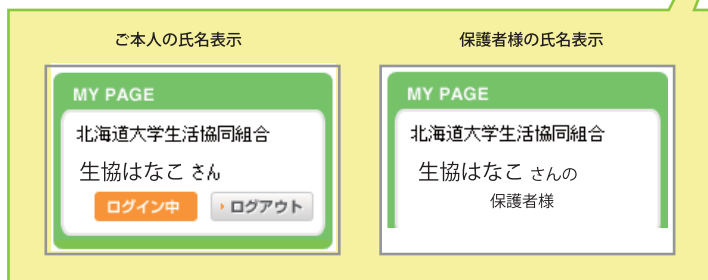 ご本人の氏名表示
MY PAGE
北海道大学生活協同組合
生協はなこ さん
ログイン中
ログアウト
保護者様の氏名表示
MY PAGE
北海道大学生活協同組合
生協はなこ さんの
保護者様